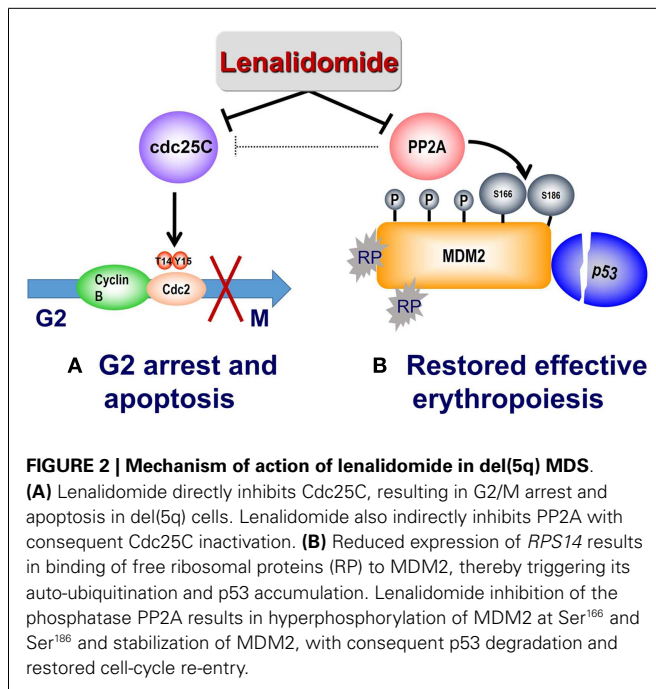 Lenalidomide
cdc25C
PP2A
T14 Y15
Cyclin
B
Cdc2
G2
M
P P P S166 S186
RP
MDM2
p53
RP
A G2 arrest and
apoptosis
B Restored effective
erythropoiesis
FIGURE 2 | Mechanism of action of lenalidomide in del(5q) MDS.
(A) Lenalidomide directly inhibits Cdc25C, resulting in G2/M arrest and
apoptosis in del(5q) cells. Lenalidomide also indirectly inhibits PP2A with
consequent Cdc25C inactivation. (B) Reduced expression of RPS14 results
in binding of free ribosomal proteins (RP) to MDM2, thereby triggering its
auto-ubiquitination and p53 accumulation. Lenalidomide inhibition of the
phosphatase PP2A results in hyperphosphorylation of MDM2 at Ser¹⁶⁶ and
Ser¹⁸⁶ and stabilization of MDM2, with consequent p53 degradation and
restored cell-cycle re-entry.